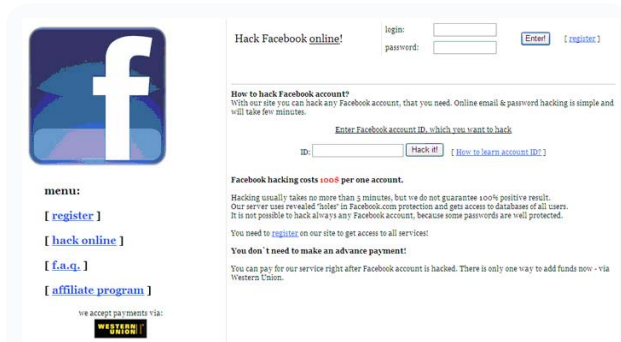 f
Hack Facebook online!
login:
password:
Enter!
[ register ]
How to hack Facebook account?
With our site you can hack any Facebook account, that you need. Online email & password hacking is simple and
will take few minutes.
Enter Facebook account ID, which you want to hack
ID:
Hack it!
[ How to learn account ID? ]
Facebook hacking costs 100$ per one account.
Hacking usually takes no more than 5 minutes, but we do not guarantee 100% positive result.
Our server uses revealed "holes" in Facebook.com protection and gets access to databases of all users.
It is not possible to hack always any Facebook account, because some passwords are well protected.
You need to register on our site to get access to all services!
You don`t need to make an advance payment!
You can pay for our service right after Facebook account is hacked. There is only one way to add funds now - via
Western Union.
menu:
[ register ]
[ hack online ]
[ f.a.q. ]
[ affiliate program ]
we accept payments via:
WESTERN
UNION